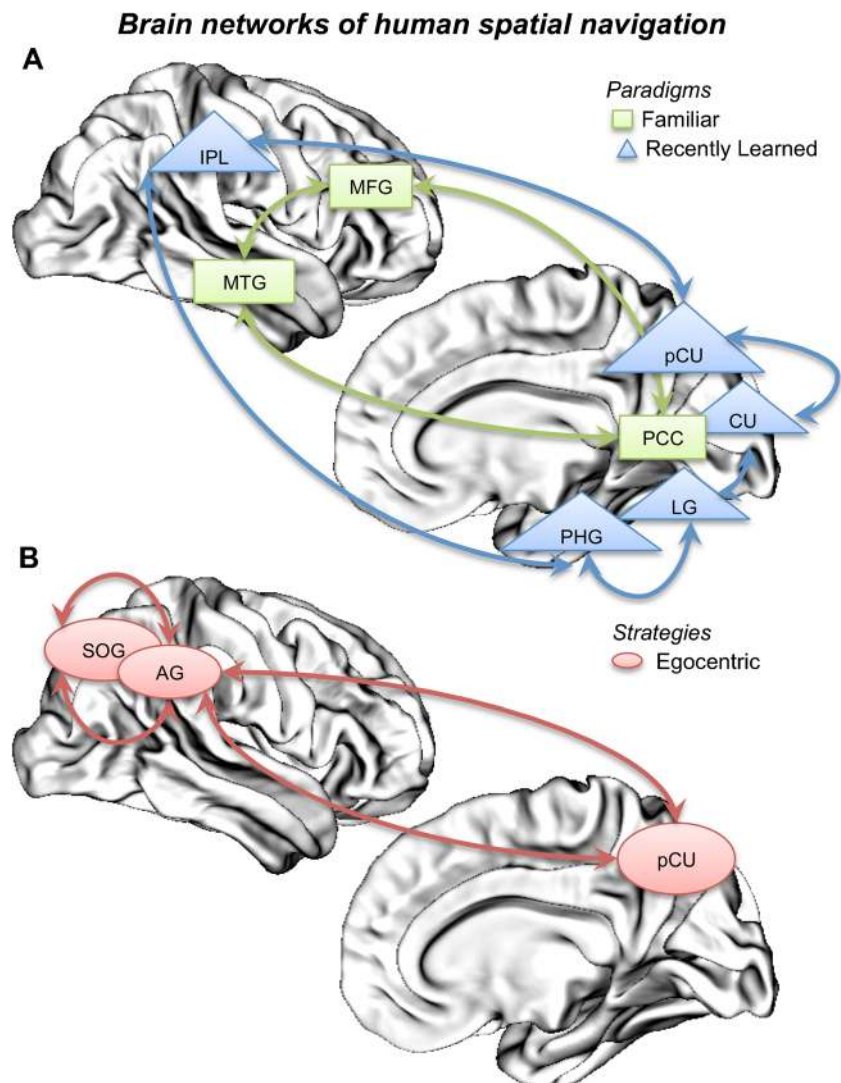 Brain networks of human spatial navigation
A
Paradigms
Familiar
Recently Learned
IPL
MFG
MTG
pCU
CU
PCC
LG
PHG
B
Strategies
Egocentric
SOG
AG
pCU